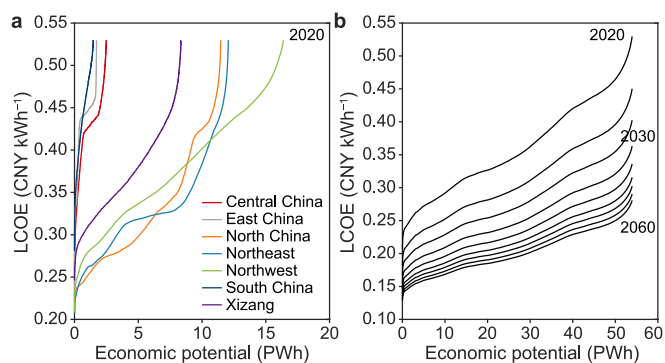 a
2020
LCOE (CNY kWh⁻¹)
0.55
0.50
0.45
0.40
0.35
0.30
0.25
0.20
Central China
East China
North China
Northeast
Northwest
South China
Xizang
0 5 10 15 20
Economic potential (PWh)
b
2020
2030
2060
LCOE (CNY kWh⁻¹)
0.55
0.50
0.45
0.40
0.35
0.30
0.25
0.20
0.15
0.10
0 10 20 30 40 50 60
Economic potential (PWh)